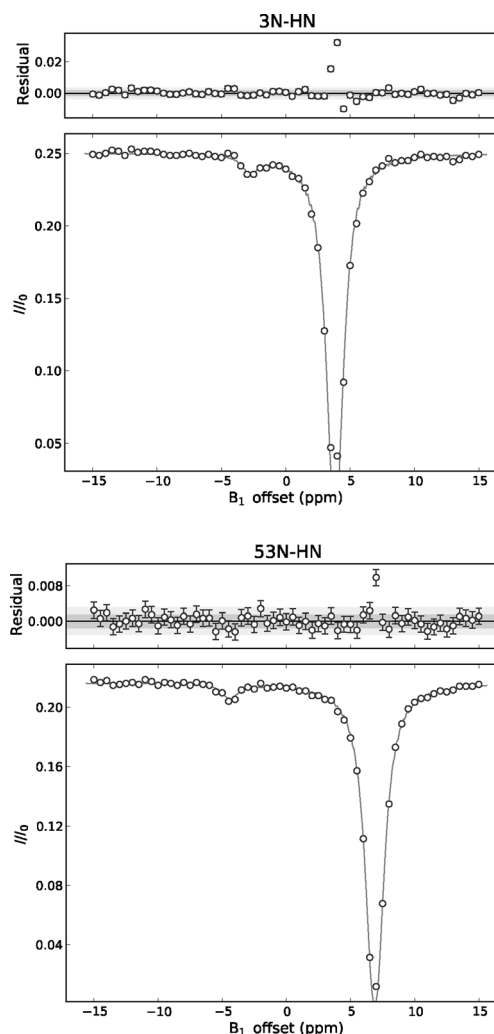 3N-HN
Residual
0.02
0.00
I/I₀
0.25
0.20
0.15
0.10
0.05
−15 −10 −5 0 5 10 15
B₁ offset (ppm)
53N-HN
Residual
0.008
0.000
I/I₀
0.20
0.16
0.12
0.08
0.04
−15 −10 −5 0 5 10 15
B₁ offset (ppm)